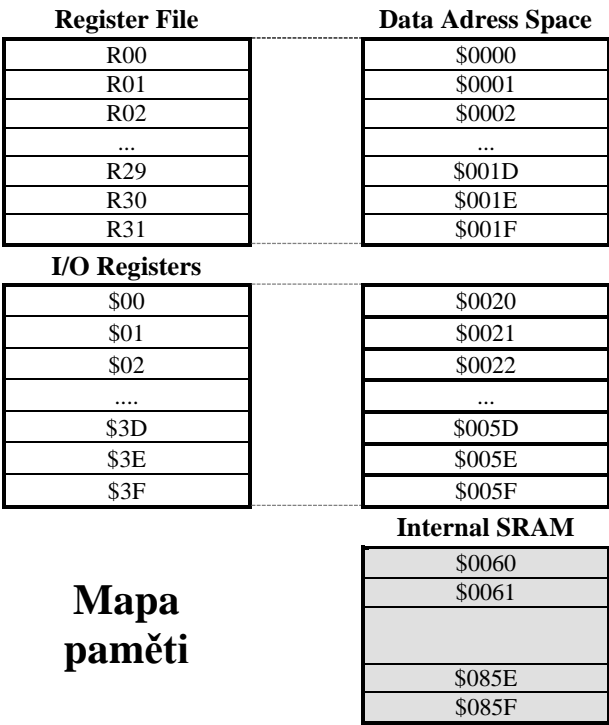 Register File Data Adress Space
R00 $0000
R01 $0001
R02 $0002
... ...
R29 $001D
R30 $001E
R31 $001F
I/O Registers
$00 $0020
$01 $0021
$02 $0022
.... ...
$3D $005D
$3E $005E
$3F $005F
Internal SRAM
$0060
$0061
Mapa
paměti
$085E
$085F